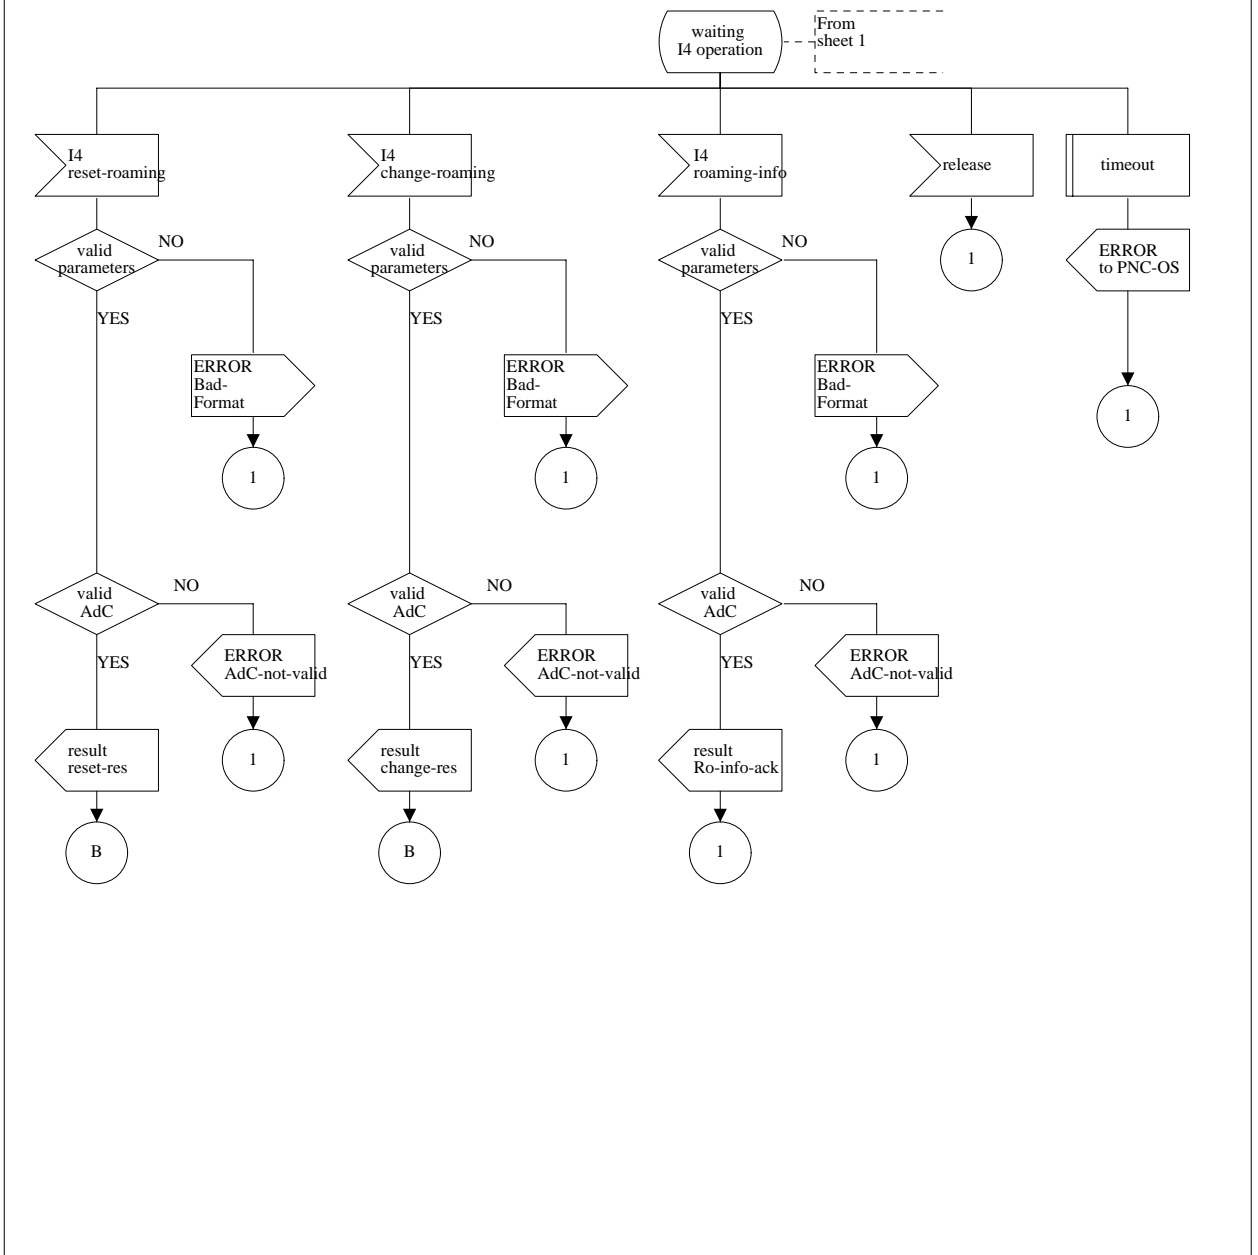 waiting
I4 operation
From
sheet 1
I4
reset-roaming
I4
change-roaming
I4
roaming-info
release
timeout
valid
parameters
NO
valid
parameters
NO
valid
parameters
NO
1
ERROR
to PNC-OS
YES
YES
YES
ERROR
Bad-
Format
ERROR
Bad-
Format
ERROR
Bad-
Format
1
1
1
1
valid
AdC
NO
valid
AdC
NO
valid
AdC
NO
YES
ERROR
AdC-not-valid
YES
ERROR
AdC-not-valid
YES
ERROR
AdC-not-valid
result
reset-res
1
result
change-res
1
result
Ro-info-ack
1
B
B
1